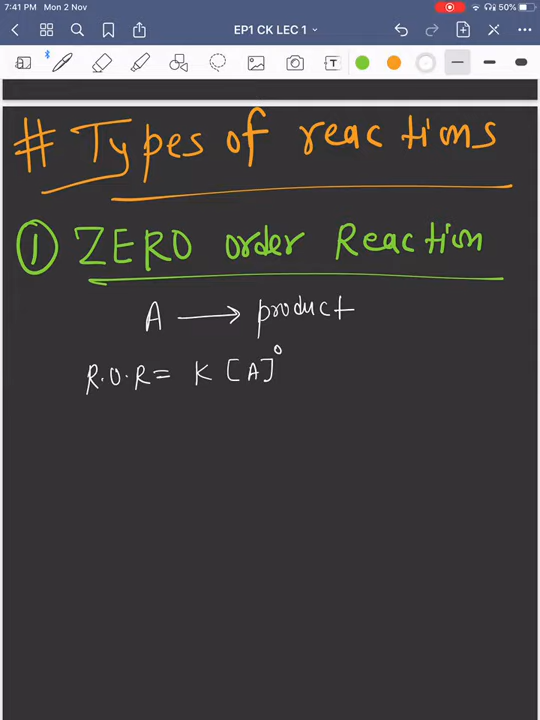 7:41 PM Mon 2 Nov 50%
EP1 CK LEC 1
# Types of reactions
① ZERO order Reaction
A ⟶ product
R.O.R = K [A]⁰